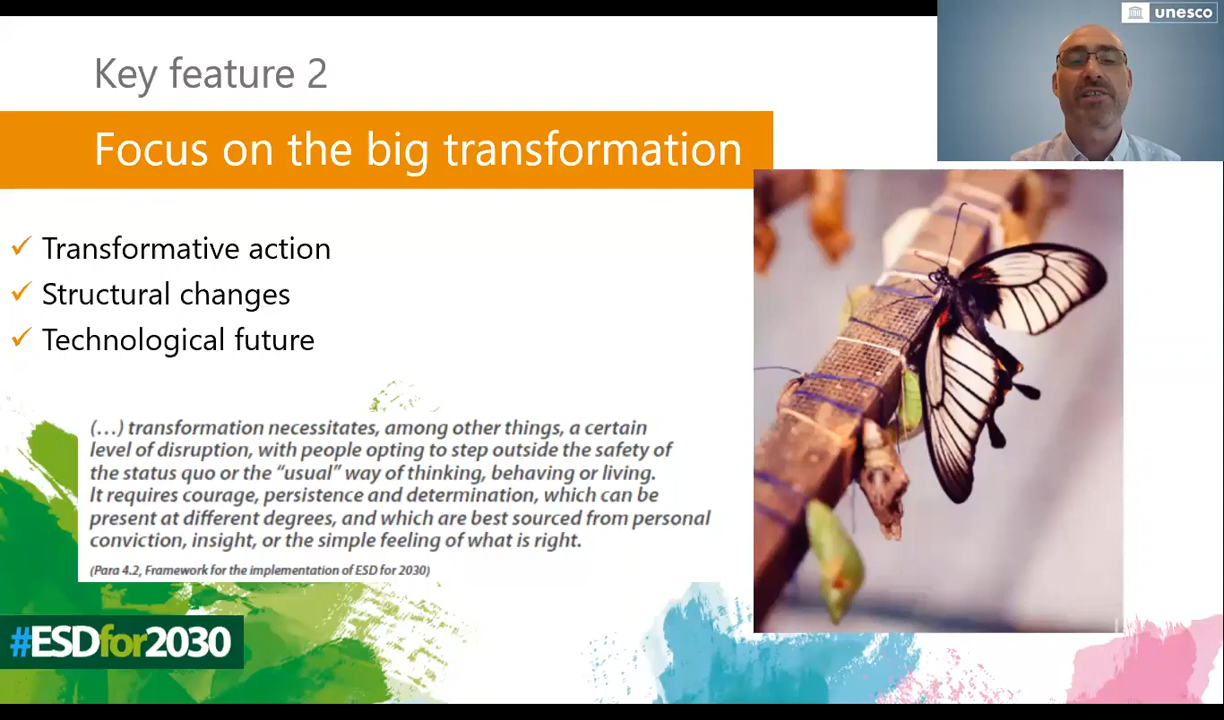 unesco
Key feature 2
Focus on the big transformation
✓ Transformative action
✓ Structural changes
✓ Technological future
(…) transformation necessitates, among other things, a certain
level of disruption, with people opting to step outside the safety of
the status quo or the “usual” way of thinking, behaving or living.
It requires courage, persistence and determination, which can be
present at different degrees, and which are best sourced from personal
conviction, insight, or the simple feeling of what is right.
(Para 4.2, Framework for the implementation of ESD for 2030)
#ESDfor2030